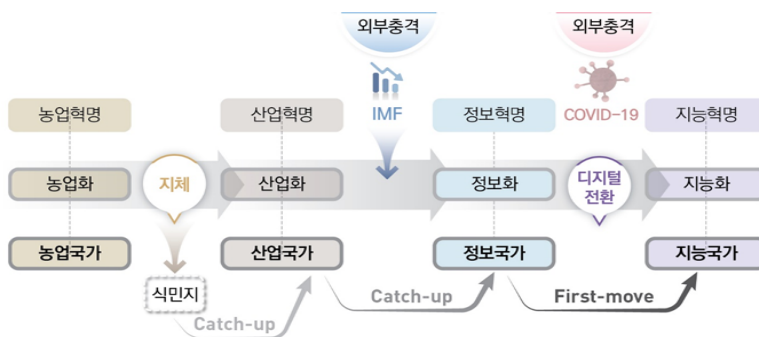 외부충격
외부충격
IMF
COVID-19
농업혁명
산업혁명
정보혁명
지능혁명
농업화
지체
산업화
정보화
디지털
전환
지능화
농업국가
산업국가
정보국가
지능국가
식민지
Catch-up
Catch-up
First-move